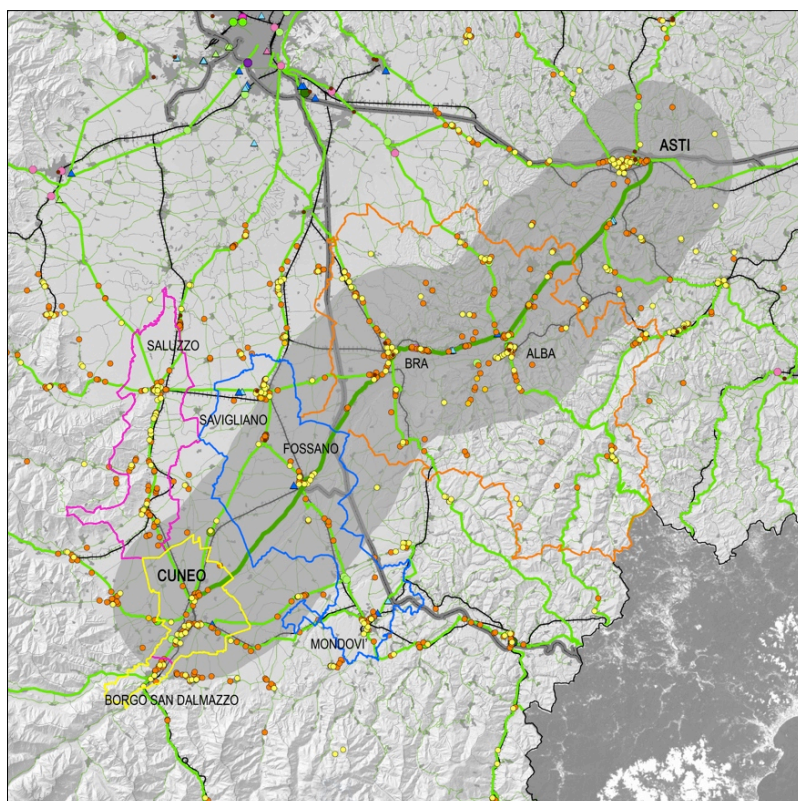 ASTI
SALUZZO
BRA
ALBA
SAVIGLIANO
FOSSANO
CUNEO
MONDOVI'
BORGO SAN DALMAZZO